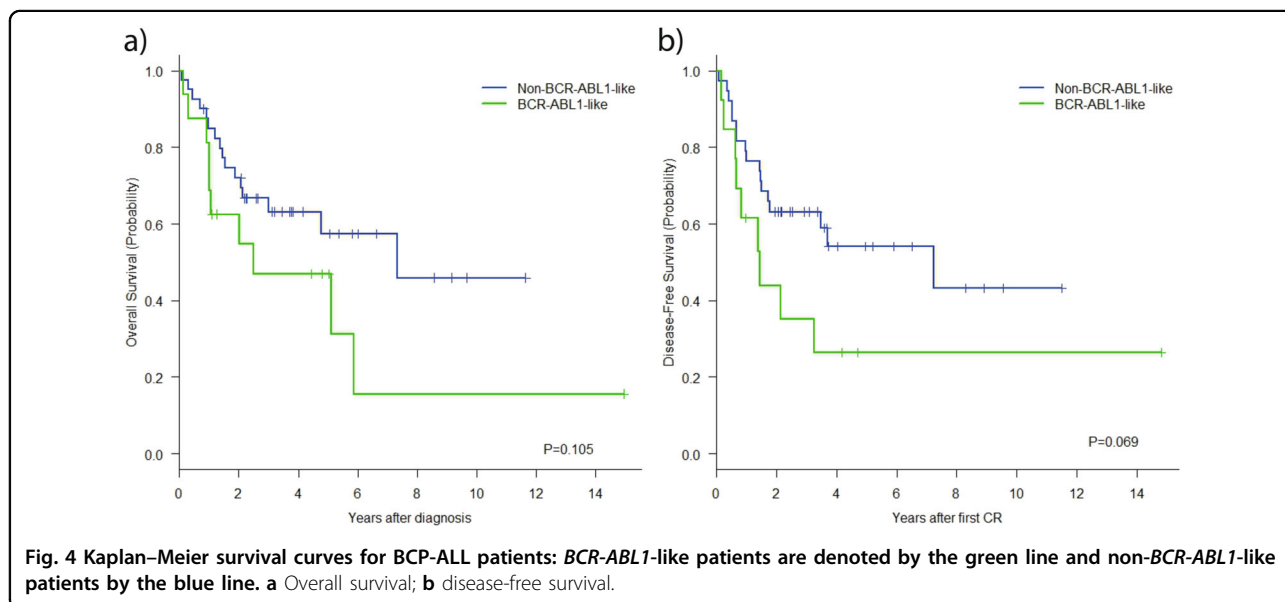 a)
1.0
0.8
0.6
0.4
0.2
0.0
Overall Survival (Probability)
Non-BCR-ABL1-like
BCR-ABL1-like
P=0.105
0 2 4 6 8 10 12 14
Years after diagnosis
b)
1.0
0.8
0.6
0.4
0.2
0.0
Disease-Free Survival (Probability)
Non-BCR-ABL1-like
BCR-ABL1-like
P=0.069
0 2 4 6 8 10 12 14
Years after first CR
Fig. 4 Kaplan–Meier survival curves for BCP-ALL patients: BCR-ABL1-like patients are denoted by the green line and non-BCR-ABL1-like
patients by the blue line. a Overall survival; b disease-free survival.